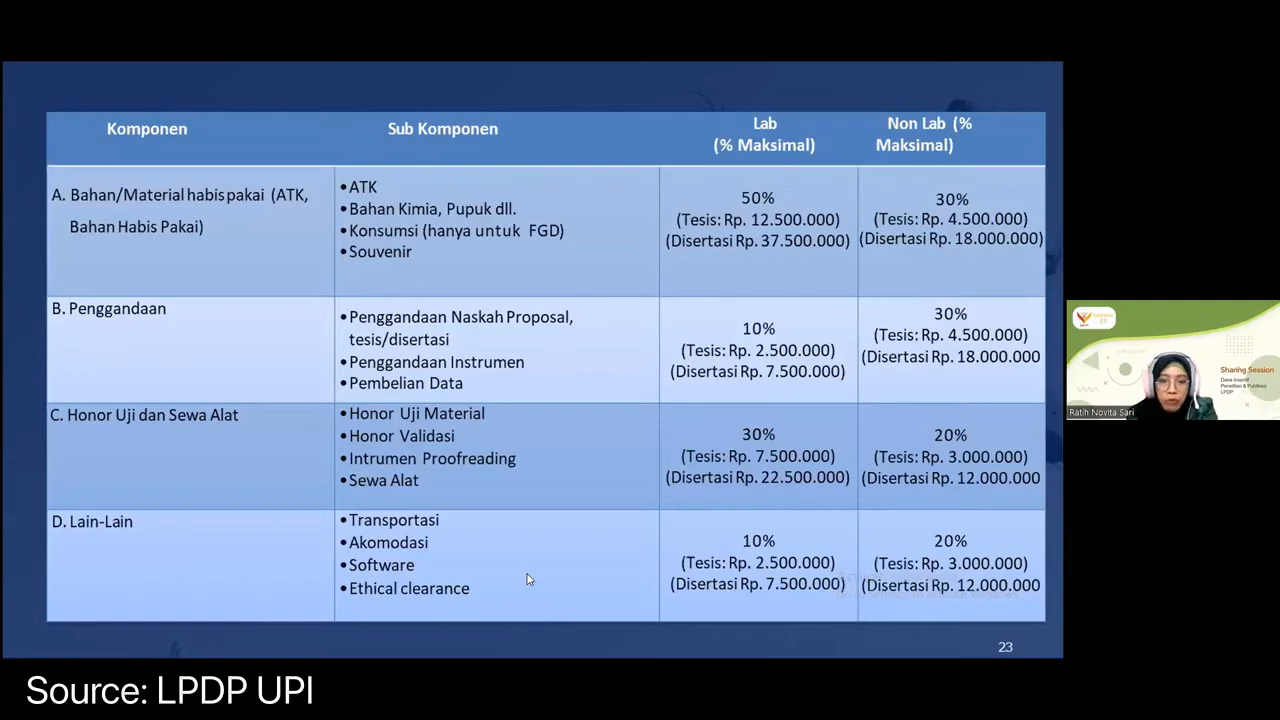 Komponen
Sub Komponen
Lab
(% Maksimal)
Non Lab (%
Maksimal)
A. Bahan/Material habis pakai (ATK,
Bahan Habis Pakai)
•ATK
•Bahan Kimia, Pupuk dll.
•Konsumsi (hanya untuk FGD)
•Souvenir
50%
(Tesis: Rp. 12.500.000)
(Disertasi Rp. 37.500.000)
30%
(Tesis: Rp. 4.500.000)
(Disertasi Rp. 18.000.000)
B. Penggandaan
•Penggandaan Naskah Proposal,
tesis/disertasi
•Penggandaan Instrumen
•Pembelian Data
10%
(Tesis: Rp. 2.500.000)
(Disertasi Rp. 7.500.000)
30%
(Tesis: Rp. 4.500.000)
(Disertasi Rp. 18.000.000
C. Honor Uji dan Sewa Alat
•Honor Uji Material
•Honor Validasi
•Intrumen Proofreading
•Sewa Alat
30%
(Tesis: Rp. 7.500.000)
(Disertasi Rp. 22.500.000)
20%
(Tesis: Rp. 3.000.000)
(Disertasi Rp. 12.000.000
D. Lain-Lain
•Transportasi
•Akomodasi
•Software
•Ethical clearance
10%
(Tesis: Rp. 2.500.000)
(Disertasi Rp. 7.500.000)
20%
(Tesis: Rp. 3.000.000)
(Disertasi Rp. 12.000.000
23
Sharing Session
Dana Insentif
Penelitian & Publikasi
LPDP
Ratih Novita Sari
Source: LPDP UPI